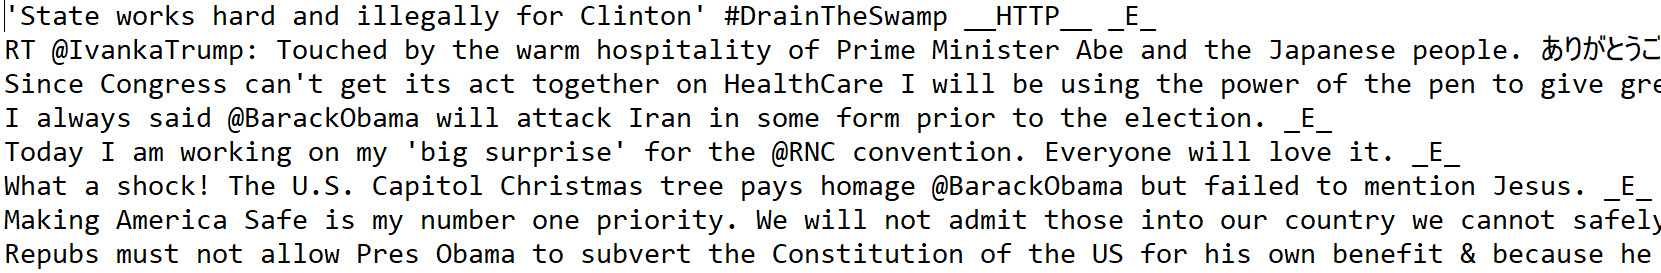 'State works hard and illegally for Clinton' #DrainTheSwamp __HTTP__ _E_
RT @IvankaTrump: Touched by the warm hospitality of Prime Minister Abe and the Japanese people. ありがとうご
Since Congress can't get its act together on HealthCare I will be using the power of the pen to give gre
I always said @BarackObama will attack Iran in some form prior to the election. _E_
Today I am working on my 'big surprise' for the @RNC convention. Everyone will love it. _E_
What a shock! The U.S. Capitol Christmas tree pays homage @BarackObama but failed to mention Jesus. _E_
Making America Safe is my number one priority. We will not admit those into our country we cannot safely
Repubs must not allow Pres Obama to subvert the Constitution of the US for his own benefit & because he